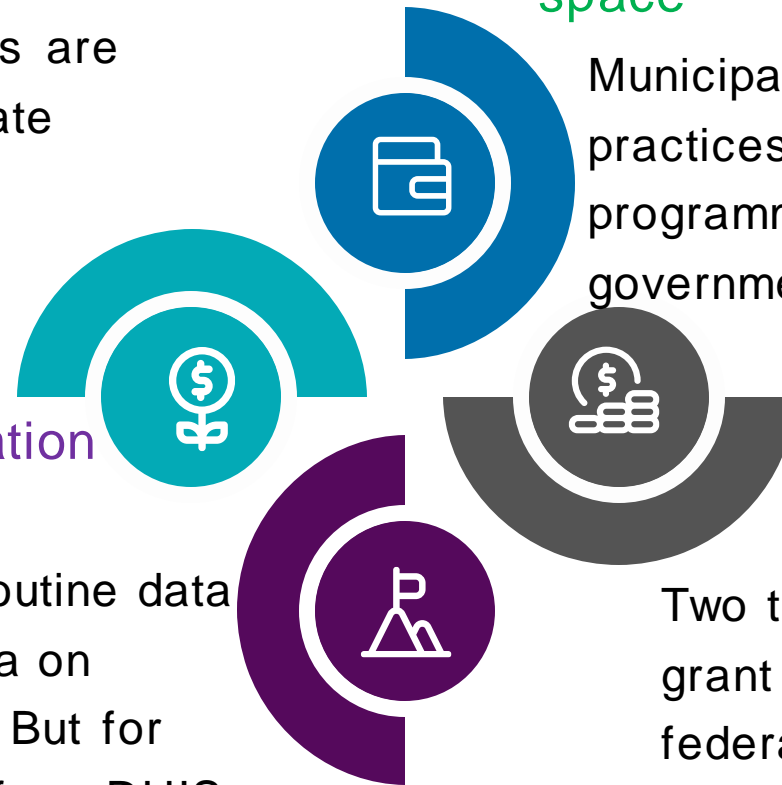 space
s are
ate
Municipa
practices
programm
governme
ation
outine data
a on
But for
Two t
grant
federa